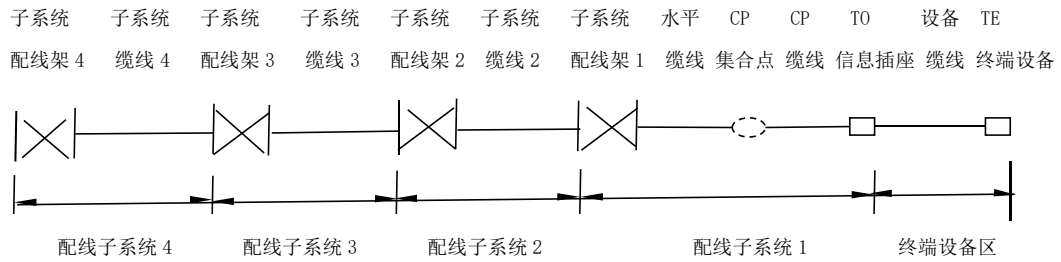 子系统 子系统 子系统 子系统 子系统 子系统 子系统 水平 CP CP TO 设备 TE
配线架 4 缆线 4 配线架 3 缆线 3 配线架 2 缆线 2 配线架 1 缆线 集合点 缆线 信息插座 缆线 终端设备
配线子系统 4 配线子系统 3 配线子系统 2 配线子系统 1 终端设备区